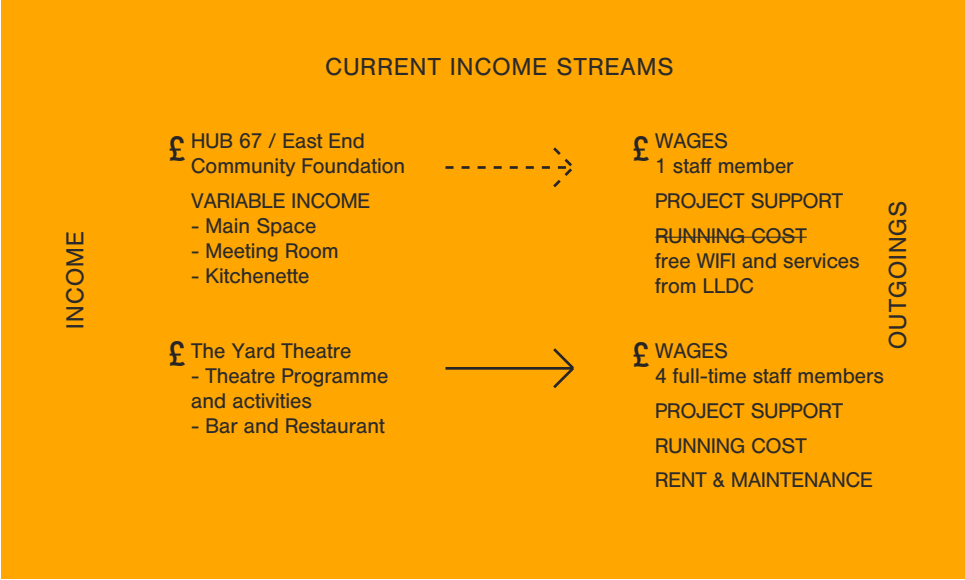 CURRENT INCOME STREAMS
INCOME
£ HUB 67 / East End
Community Foundation
VARIABLE INCOME
- Main Space
- Meeting Room
- Kitchenette
£ WAGES
1 staff member
PROJECT SUPPORT
RUNNING COST
free WIFI and services
from LLDC
£ The Yard Theatre
- Theatre Programme
and activities
- Bar and Restaurant
£ WAGES
4 full-time staff members
PROJECT SUPPORT
RUNNING COST
RENT & MAINTENANCE
OUTGOINGS